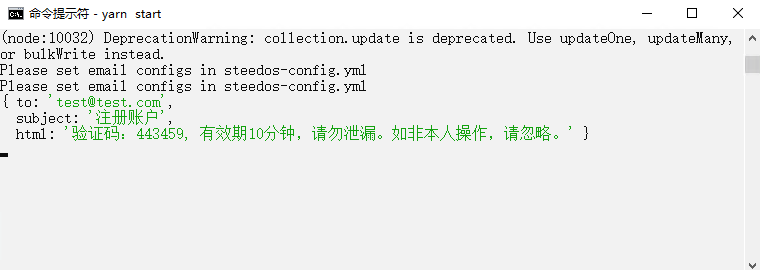 命令提示符 - yarn  start
(node:10032) DeprecationWarning: collection.update is deprecated. Use updateOne, updateMany,
or bulkWrite instead.
Please set email configs in steedos-config.yml
Please set email configs in steedos-config.yml
{ to: 'test@test.com',
  subject: '注册账户',
  html: '验证码：443459, 有效期10分钟，请勿泄漏。如非本人操作，请忽略。' }